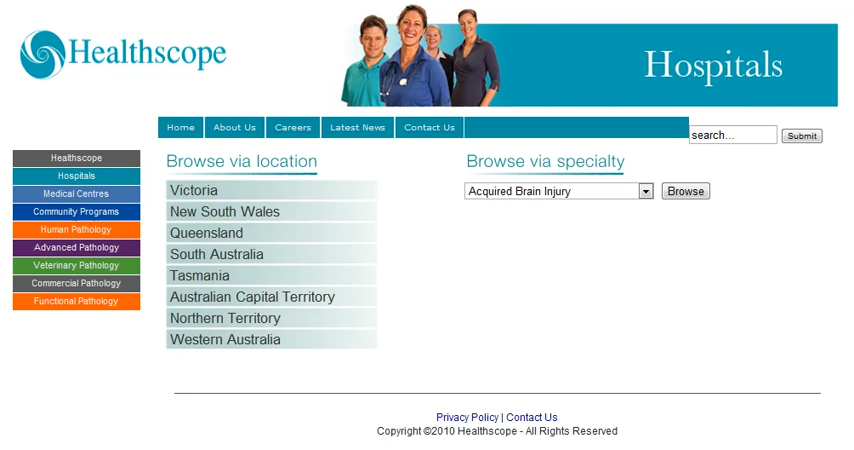 Healthscope
Hospitals
Home
About Us
Careers
Latest News
Contact Us
search...
Submit
Healthscope
Hospitals
Medical Centres
Community Programs
Human Pathology
Advanced Pathology
Veterinary Pathology
Commercial Pathology
Functional Pathology
Browse via location
Victoria
New South Wales
Queensland
South Australia
Tasmania
Australian Capital Territory
Northern Territory
Western Australia
Browse via specialty
Acquired Brain Injury
Browse
Privacy Policy | Contact Us
Copyright ©2010 Healthscope - All Rights Reserved